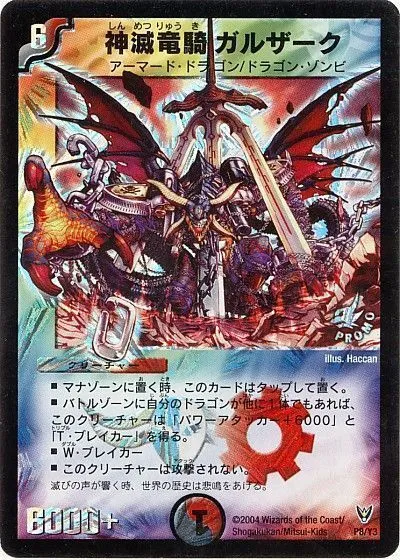 6
しんめつりゅうき
神滅竜騎 ガルザーク
アーマード・ドラゴン/ドラゴン・ゾンビ
PROMO
illus. Haccan
クリーチャー
■ マナゾーンに置く時、このカードはタップして置く。
■ バトルゾーンに自分のドラゴンが他に1体でもあれば、
このクリーチャーは「パワーアタッカー+6000」と
トリプル
「T・ブレイカー」を得る。
ダブル
■ W・ブレイカー
アタック
■ このクリーチャーは攻撃されない。
滅びの声が響く時、世界の歴史は悲鳴をあげる。
6000+
©2004 Wizards of the Coast/
Shogakukan/Mitsui-Kids
P8/Y3